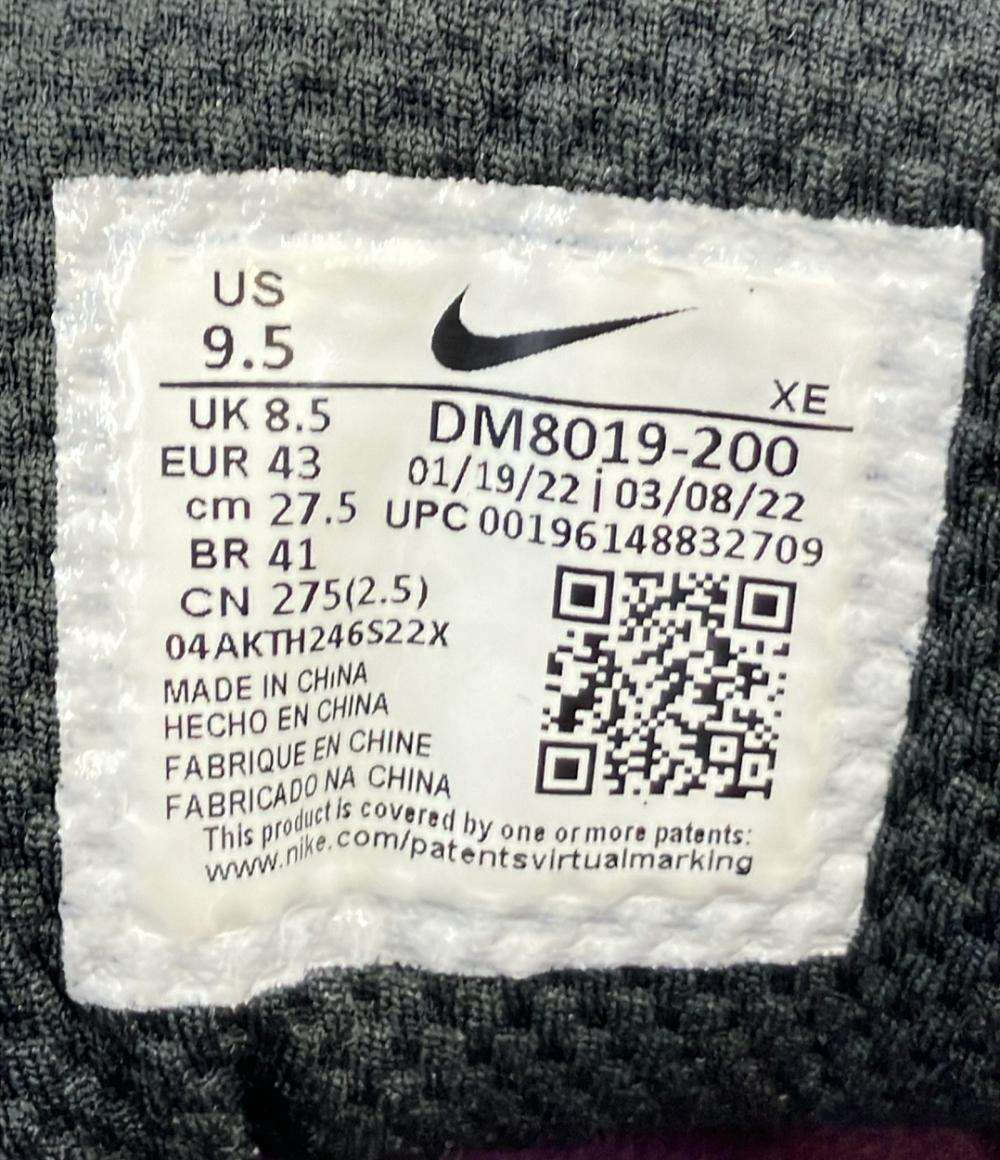 US
9.5
XE
UK 8.5
EUR 43
cm 27.5
BR 41
CN 275(2.5)
DM8019-200
01/19/22 | 03/08/22
UPC 00196148832709
04AKTH246S22X
MADE IN CHINA
HECHO EN CHINA
FABRIQUE EN CHINE
FABRICADO NA CHINA
This product is covered by one or more patents:
www.nike.com/patentsvirtualmarking